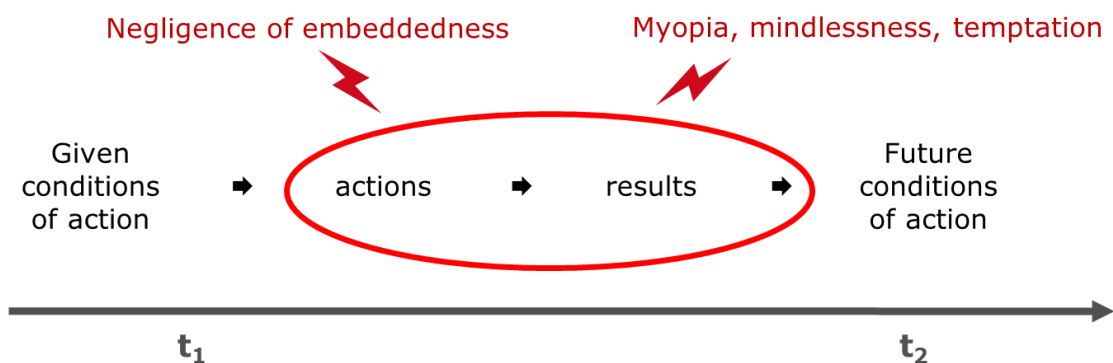 Negligence of embeddedness
Myopia, mindlessness, temptation
Given
conditions
of action
actions
results
Future
conditions
of action
t₁
t₂